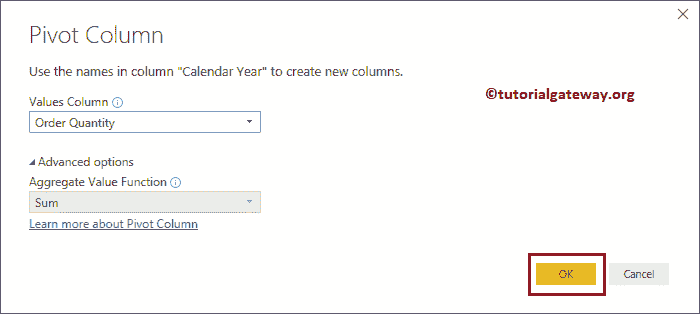 Pivot Column
Use the names in column "Calendar Year" to create new columns.
©tutorialgateway.org
Values Column
Order Quantity
Advanced options
Aggregate Value Function
Sum
Learn more about Pivot Column
OK
Cancel